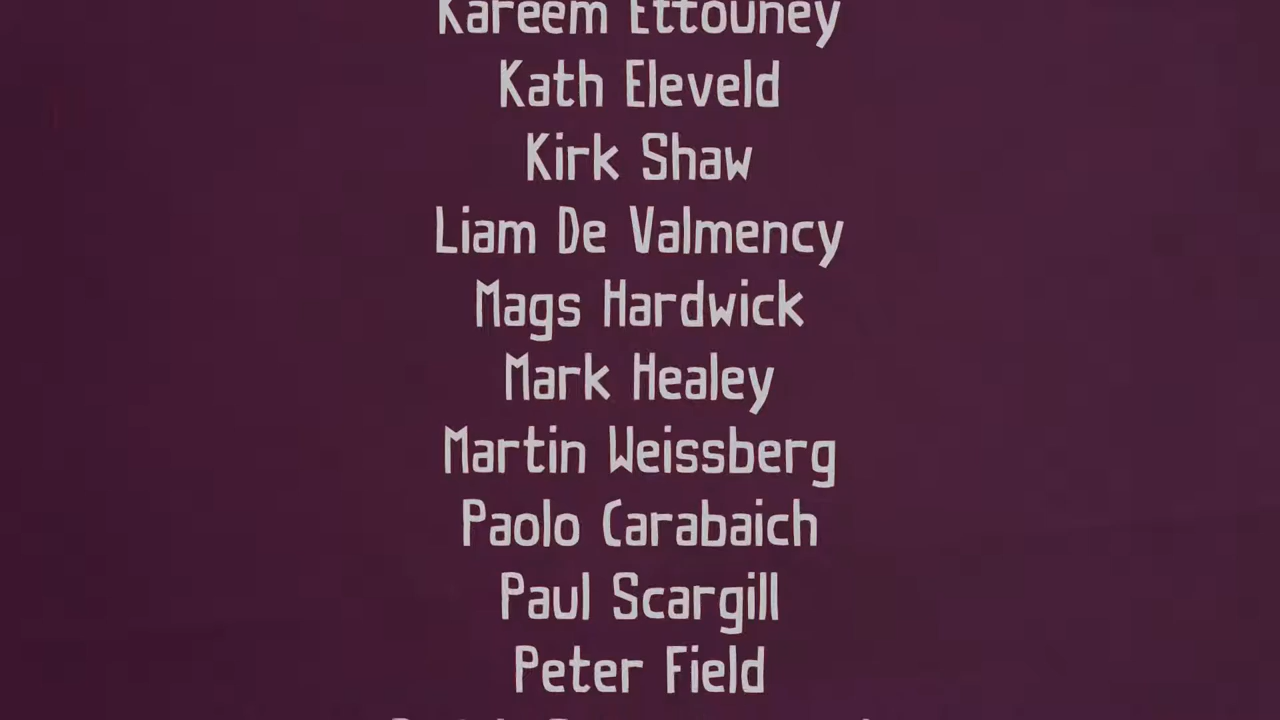 Kareem Ettouney
Kath Eleveld
Kirk Shaw
Liam De Valmency
Mags Hardwick
Mark Healey
Martin Weissberg
Paolo Carabaich
Paul Scargill
Peter Field